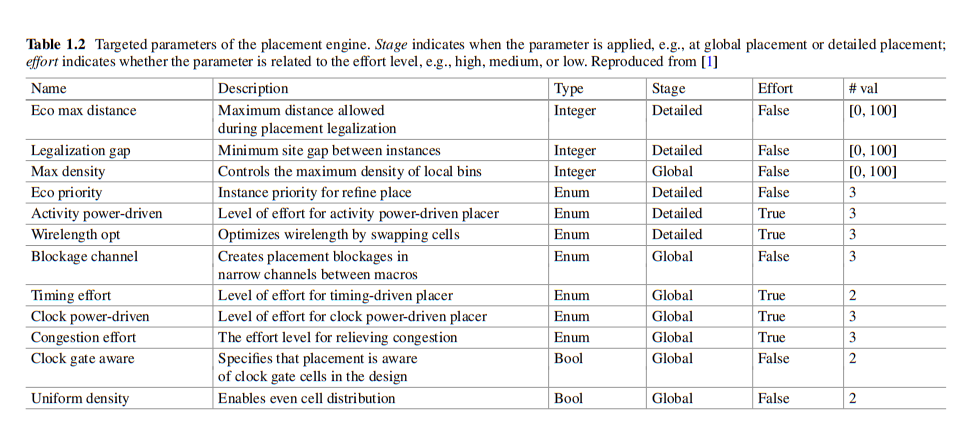 Table 1.2 Targeted parameters of the placement engine. Stage indicates when the parameter is applied, e.g., at global placement or detailed placement;
effort indicates whether the parameter is related to the effort level, e.g., high, medium, or low. Reproduced from [1]
Name Description Type Stage Effort # val
Eco max distance Maximum distance allowed Integer Detailed False [0, 100]
during placement legalization
Legalization gap Minimum site gap between instances Integer Detailed False [0, 100]
Max density Controls the maximum density of local bins Integer Global False [0, 100]
Eco priority Instance priority for refine place Enum Detailed False 3
Activity power-driven Level of effort for activity power-driven placer Enum Detailed True 3
Wirelength opt Optimizes wirelength by swapping cells Enum Detailed True 3
Blockage channel Creates placement blockages in Enum Global False 3
narrow channels between macros
Timing effort Level of effort for timing-driven placer Enum Global True 2
Clock power-driven Level of effort for clock power-driven placer Enum Global True 3
Congestion effort The effort level for relieving congestion Enum Global True 3
Clock gate aware Specifies that placement is aware Bool Global False 2
of clock gate cells in the design
Uniform density Enables even cell distribution Bool Global False 2